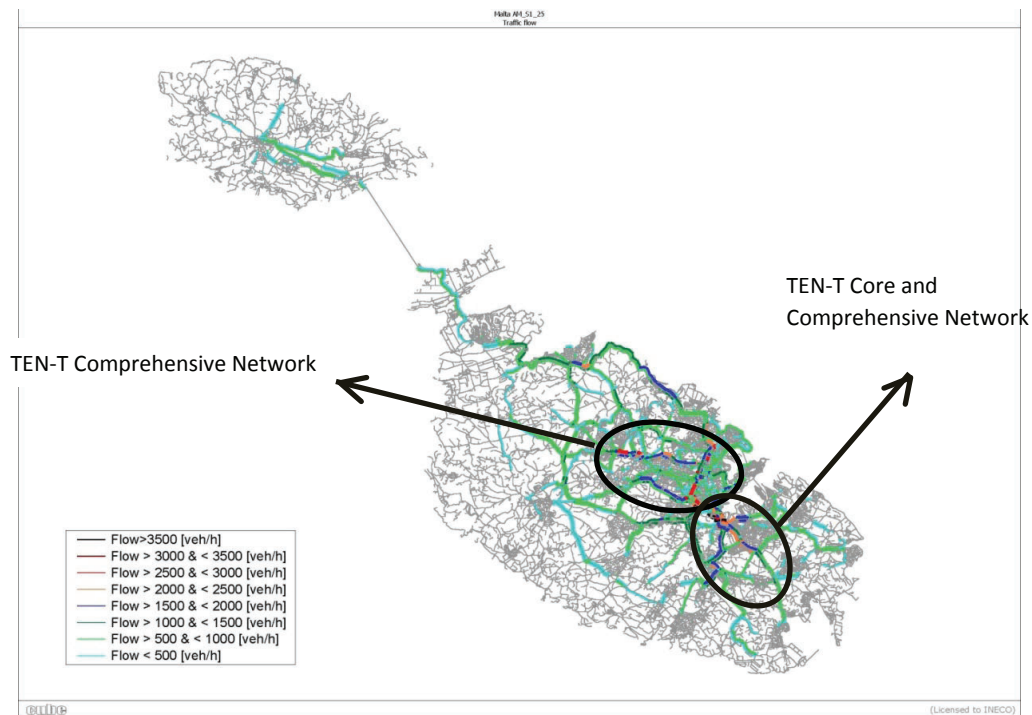 Malta AM_S1_25
Traffic flow
TEN-T Core and
Comprehensive Network
TEN-T Comprehensive Network
Flow>3500 [veh/h]
Flow > 3000 & < 3500 [veh/h]
Flow > 2500 & < 3000 [veh/h]
Flow > 2000 & < 2500 [veh/h]
Flow > 1500 & < 2000 [veh/h]
Flow > 1000 & < 1500 [veh/h]
Flow > 500 & < 1000 [veh/h]
Flow < 500 [veh/h]
cube
(Licensed to INECO)